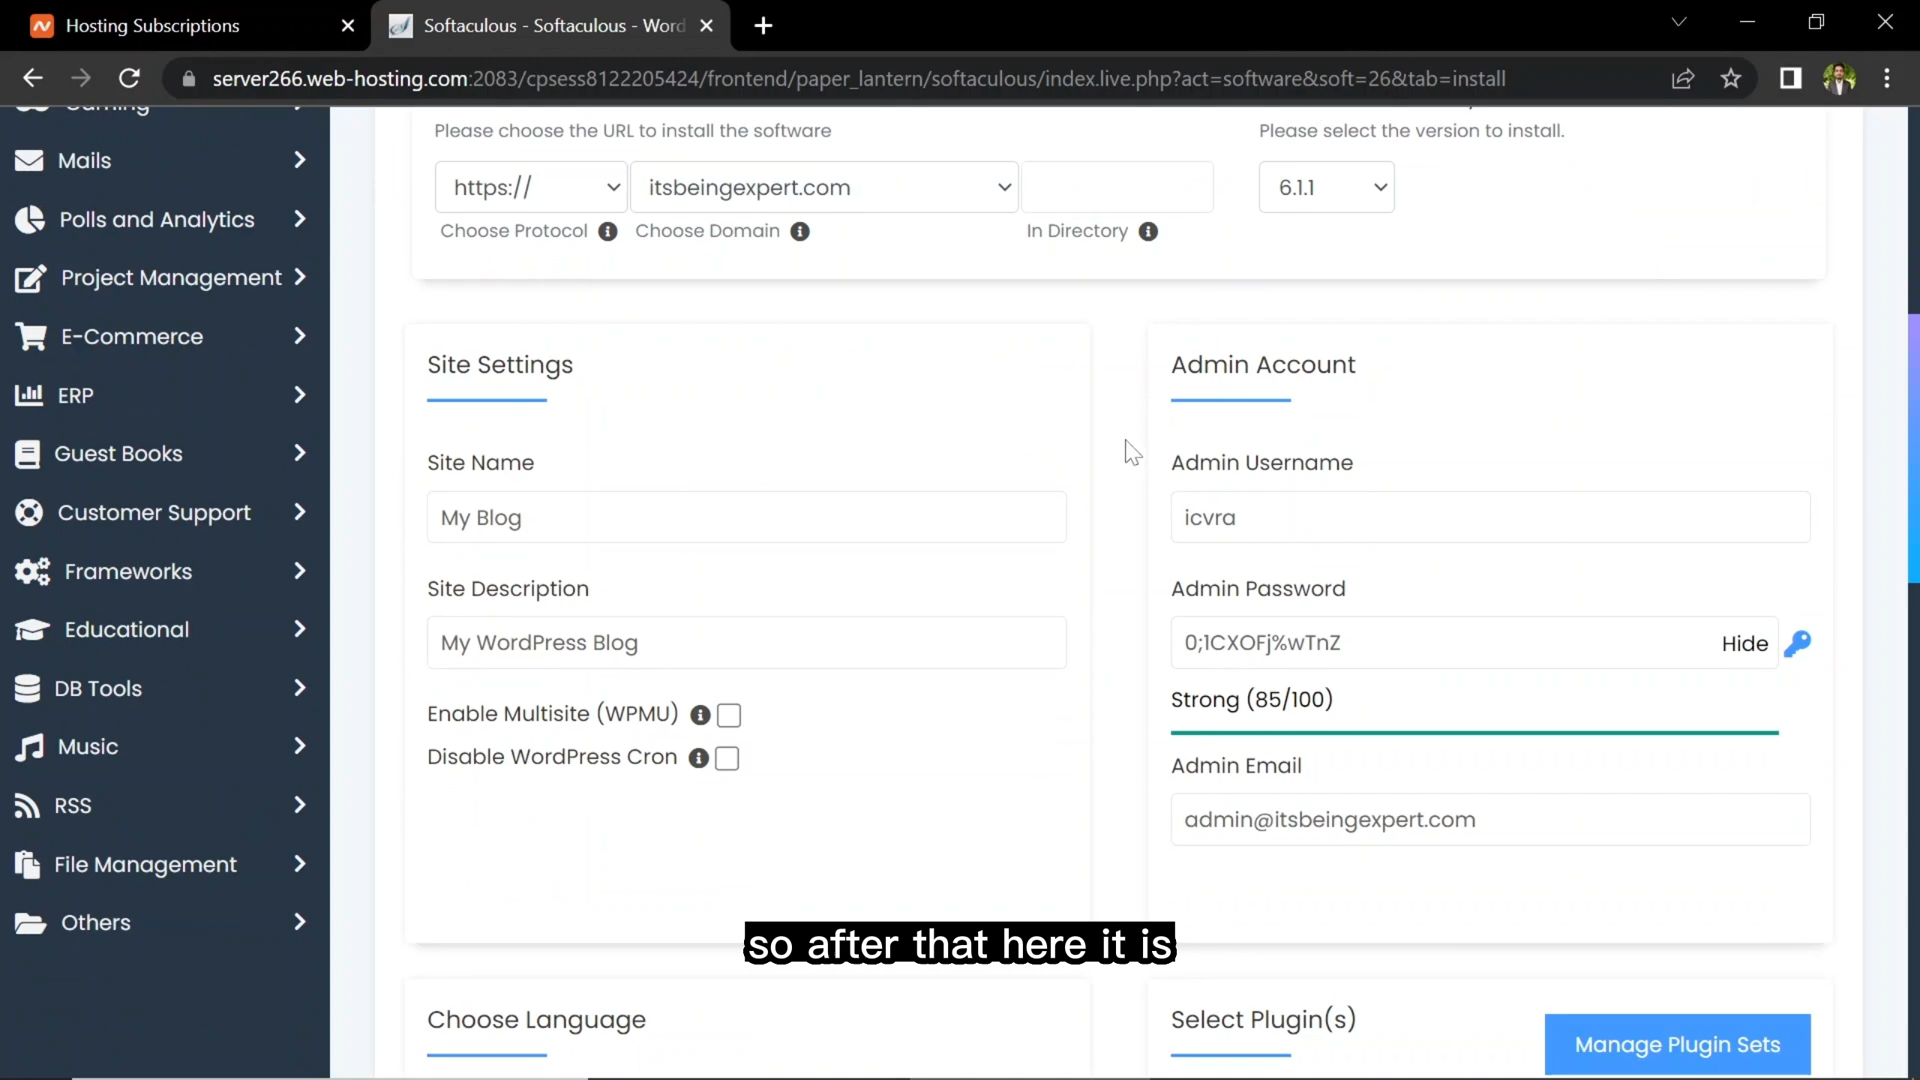 Hosting Subscriptions
Softaculous - Softaculous - Word
server266.web-hosting.com:2083/cpsess8122205424/frontend/paper_lantern/softaculous/index.live.php?act=software&soft=26&tab=install
Gaming
Mails
Polls and Analytics
Project Management
E-Commerce
ERP
Guest Books
Customer Support
Frameworks
Educational
DB Tools
Music
RSS
File Management
Others
Please choose the URL to install the software
Please select the version to install.
https://
itsbeingexpert.com
6.1.1
Choose Protocol
Choose Domain
In Directory
Site Settings
Site Name
My Blog
Site Description
My WordPress Blog
Enable Multisite (WPMU)
Disable WordPress Cron
Admin Account
Admin Username
icvra
Admin Password
0;1CXOFj%wTnZ
Hide
Strong (85/100)
Admin Email
admin@itsbeingexpert.com
so after that here it is
Choose Language
Select Plugin(s)
Manage Plugin Sets